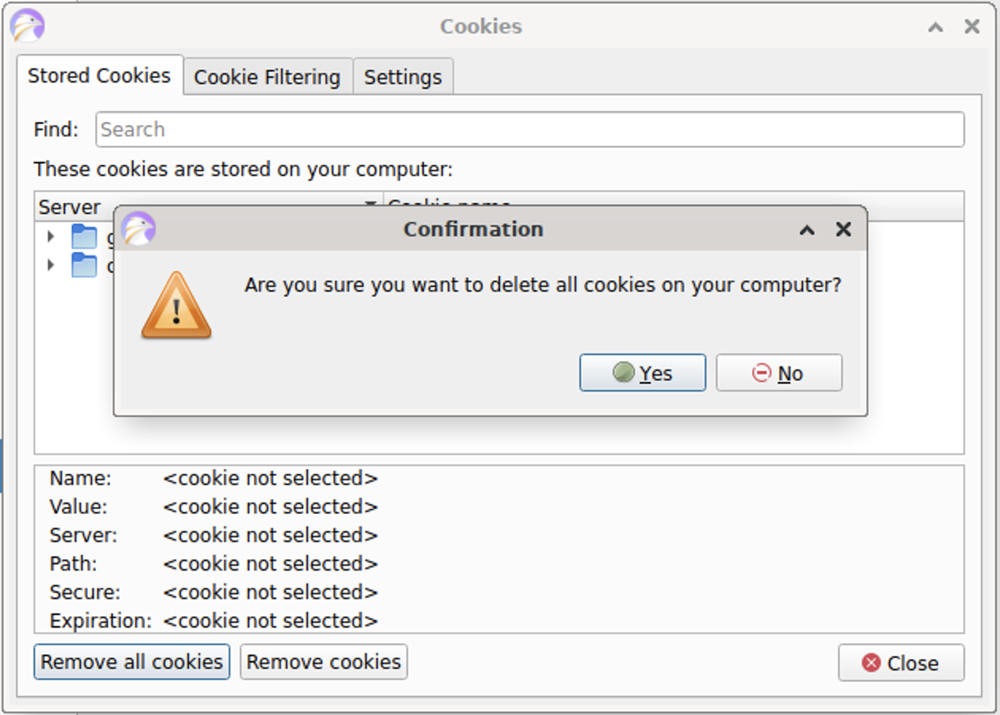 Cookies
Stored Cookies Cookie Filtering Settings
Find: Search
These cookies are stored on your computer:
Server Cookie name
Confirmation
Are you sure you want to delete all cookies on your computer?
Yes No
Name: <cookie not selected>
Value: <cookie not selected>
Server: <cookie not selected>
Path: <cookie not selected>
Secure: <cookie not selected>
Expiration: <cookie not selected>
Remove all cookies Remove cookies Close